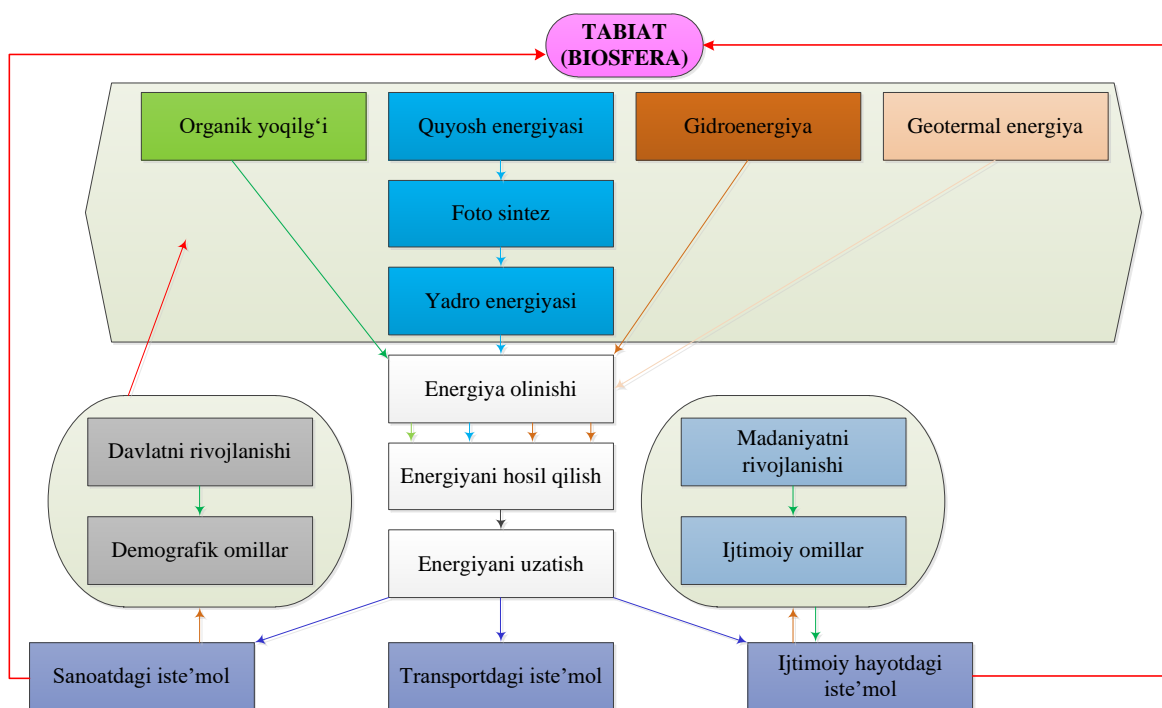 TABIAT
(BIOSFERA)
Organik yoqilg‘i
Quyosh energiyasi
Gidroenergiya
Geotermal energiya
Foto sintez
Yadro energiyasi
Energiya olinishi
Davlatni rivojlanishi
Energiyani hosil qilish
Madaniyatni
rivojlanishi
Demografik omillar
Energiyani uzatish
Ijtimoiy omillar
Sanoatdagi iste’mol
Transportdagi iste’mol
Ijtimoiy hayotdagi
iste’mol